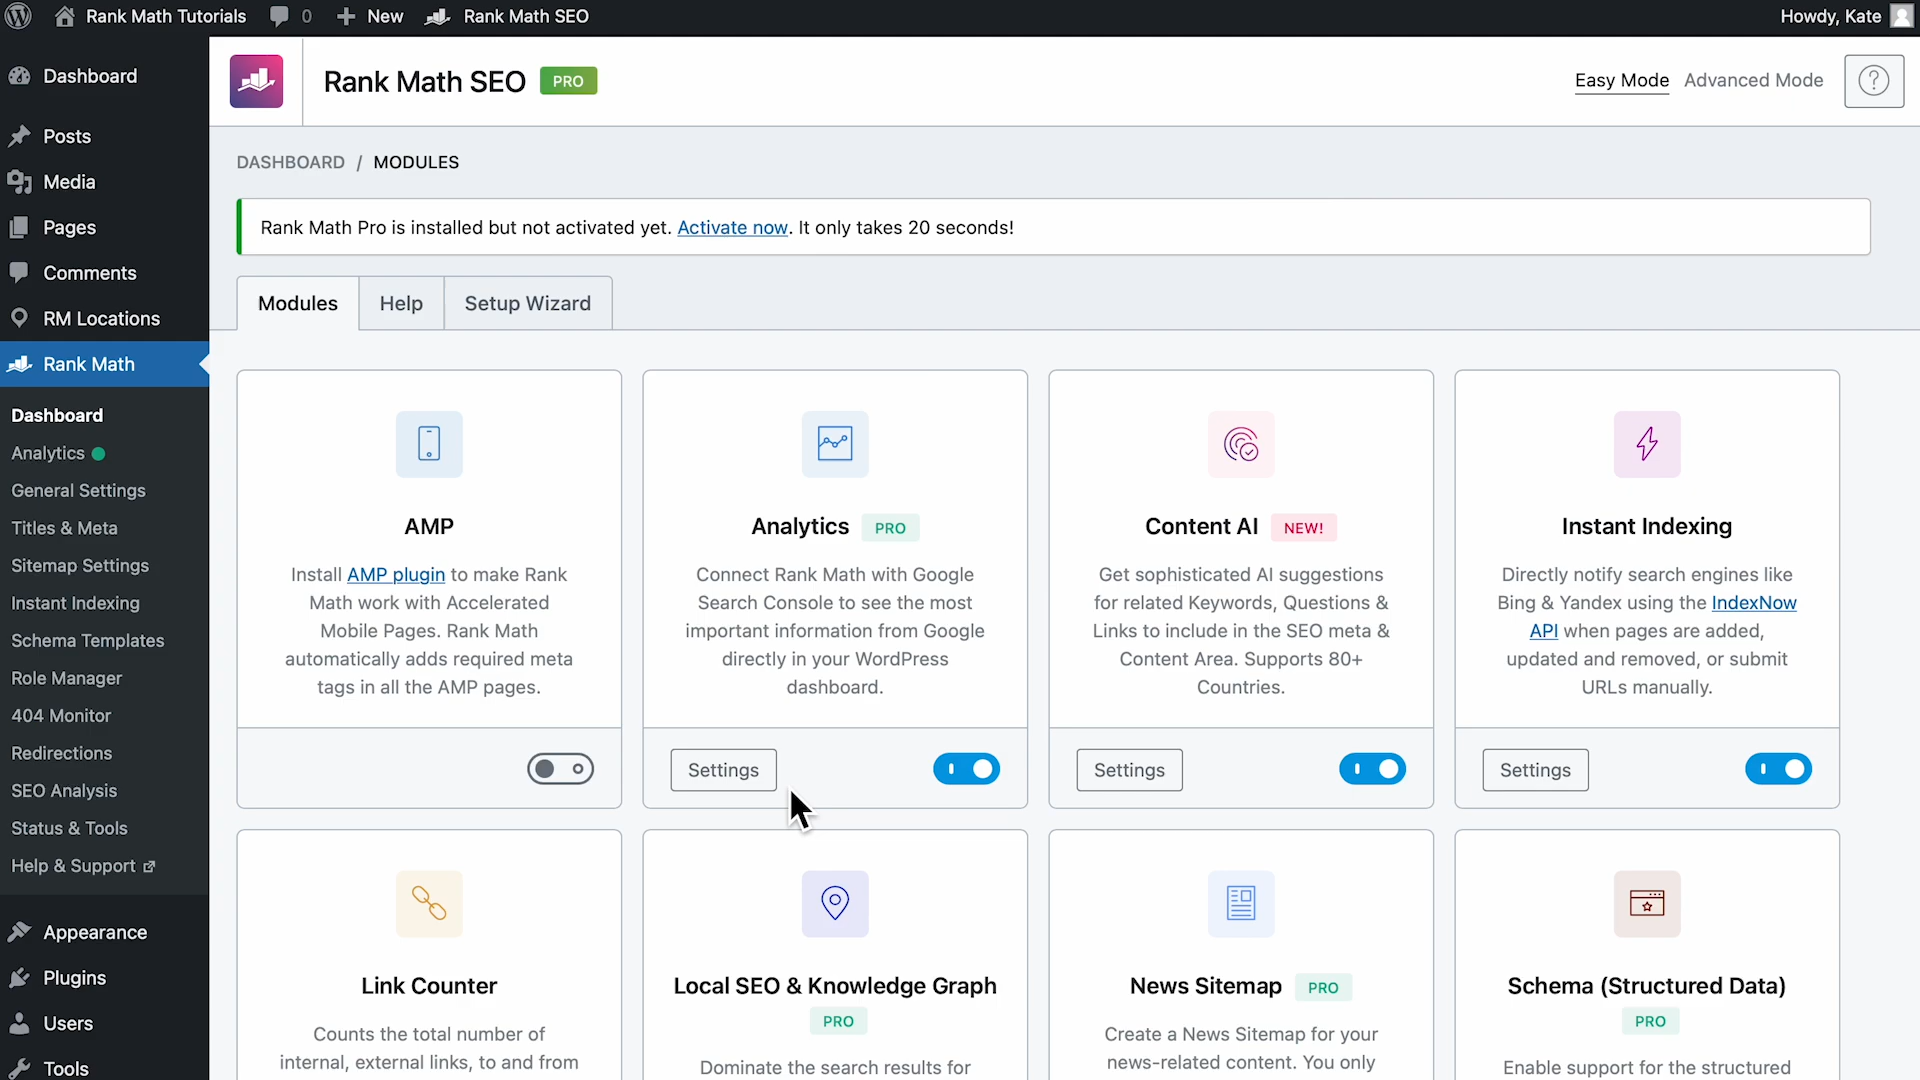 Rank Math Tutorials 0 New Rank Math SEO Howdy, Kate
Dashboard
Posts
Media
Pages
Comments
RM Locations
Rank Math
Dashboard
Analytics
General Settings
Titles & Meta
Sitemap Settings
Instant Indexing
Schema Templates
Role Manager
404 Monitor
Redirections
SEO Analysis
Status & Tools
Help & Support
Appearance
Plugins
Users
Tools
Rank Math SEO PRO
Easy Mode Advanced Mode ?
DASHBOARD / MODULES
Rank Math Pro is installed but not activated yet. Activate now. It only takes 20 seconds!
Modules Help Setup Wizard
AMP
Install AMP plugin to make Rank
Math work with Accelerated
Mobile Pages. Rank Math
automatically adds required meta
tags in all the AMP pages.
Analytics PRO
Connect Rank Math with Google
Search Console to see the most
important information from Google
directly in your WordPress
dashboard.
Settings
Content AI NEW!
Get sophisticated AI suggestions
for related Keywords, Questions &
Links to include in the SEO meta &
Content Area. Supports 80+
Countries.
Settings
Instant Indexing
Directly notify search engines like
Bing & Yandex using the IndexNow
API when pages are added,
updated and removed, or submit
URLs manually.
Settings
Link Counter
Counts the total number of
internal, external links, to and from
Local SEO & Knowledge Graph
PRO
Dominate the search results for
News Sitemap PRO
Create a News Sitemap for your
news-related content. You only
Schema (Structured Data)
PRO
Enable support for the structured